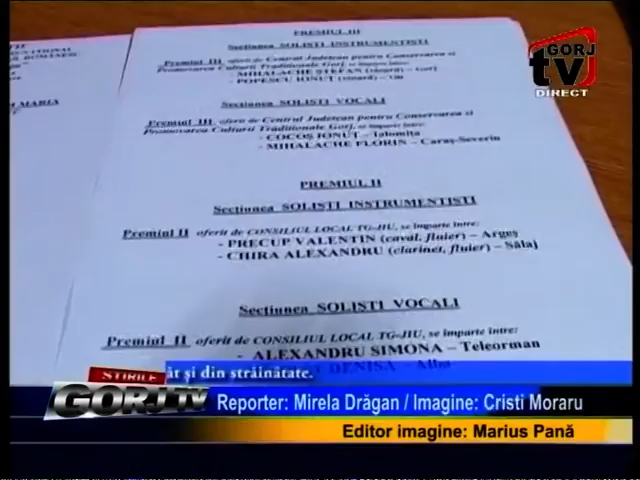 MARIA
PREMIUL III
Secțiunea SOLIȘTI INSTRUMENTIȘTI
Premiul III oferit de Centrul Județean pentru Conservarea și
Promovarea Culturii Tradiționale Gorj, se împarte între:
- MIHALACHE ȘTEFAN (vioară) – Gorj
- POPESCU IONUȚ (vioară) –
Secțiunea SOLIȘTI VOCALI
Premiul III oferit de Centrul Județean pentru Conservarea și
Promovarea Culturii Tradiționale Gorj, se împarte între:
- COCOȘ IONUȚ – Ialomița
- MIHALACHE FLORIN – Caraș-Severin
PREMIUL II
Secțiunea SOLIȘTI INSTRUMENTIȘTI
Premiul II oferit de CONSILIUL LOCAL TG-JIU, se împarte între:
- PRECUP VALENTIN (caval, fluier) – Argeș
- CHIRA ALEXANDRU (clarinet, fluier) – Sălaj
Secțiunea SOLIȘTI VOCALI
Premiul II oferit de CONSILIUL LOCAL TG-JIU, se împarte între:
- ALEXANDRU SIMONA – Teleorman
DENISA – Alba
GORJ
tv
DIRECT
ȘTIRILE
ât și din străinătate.
GORJ TV
Reporter: Mirela Drăgan / Imagine: Cristi Moraru
Editor imagine: Marius Pană